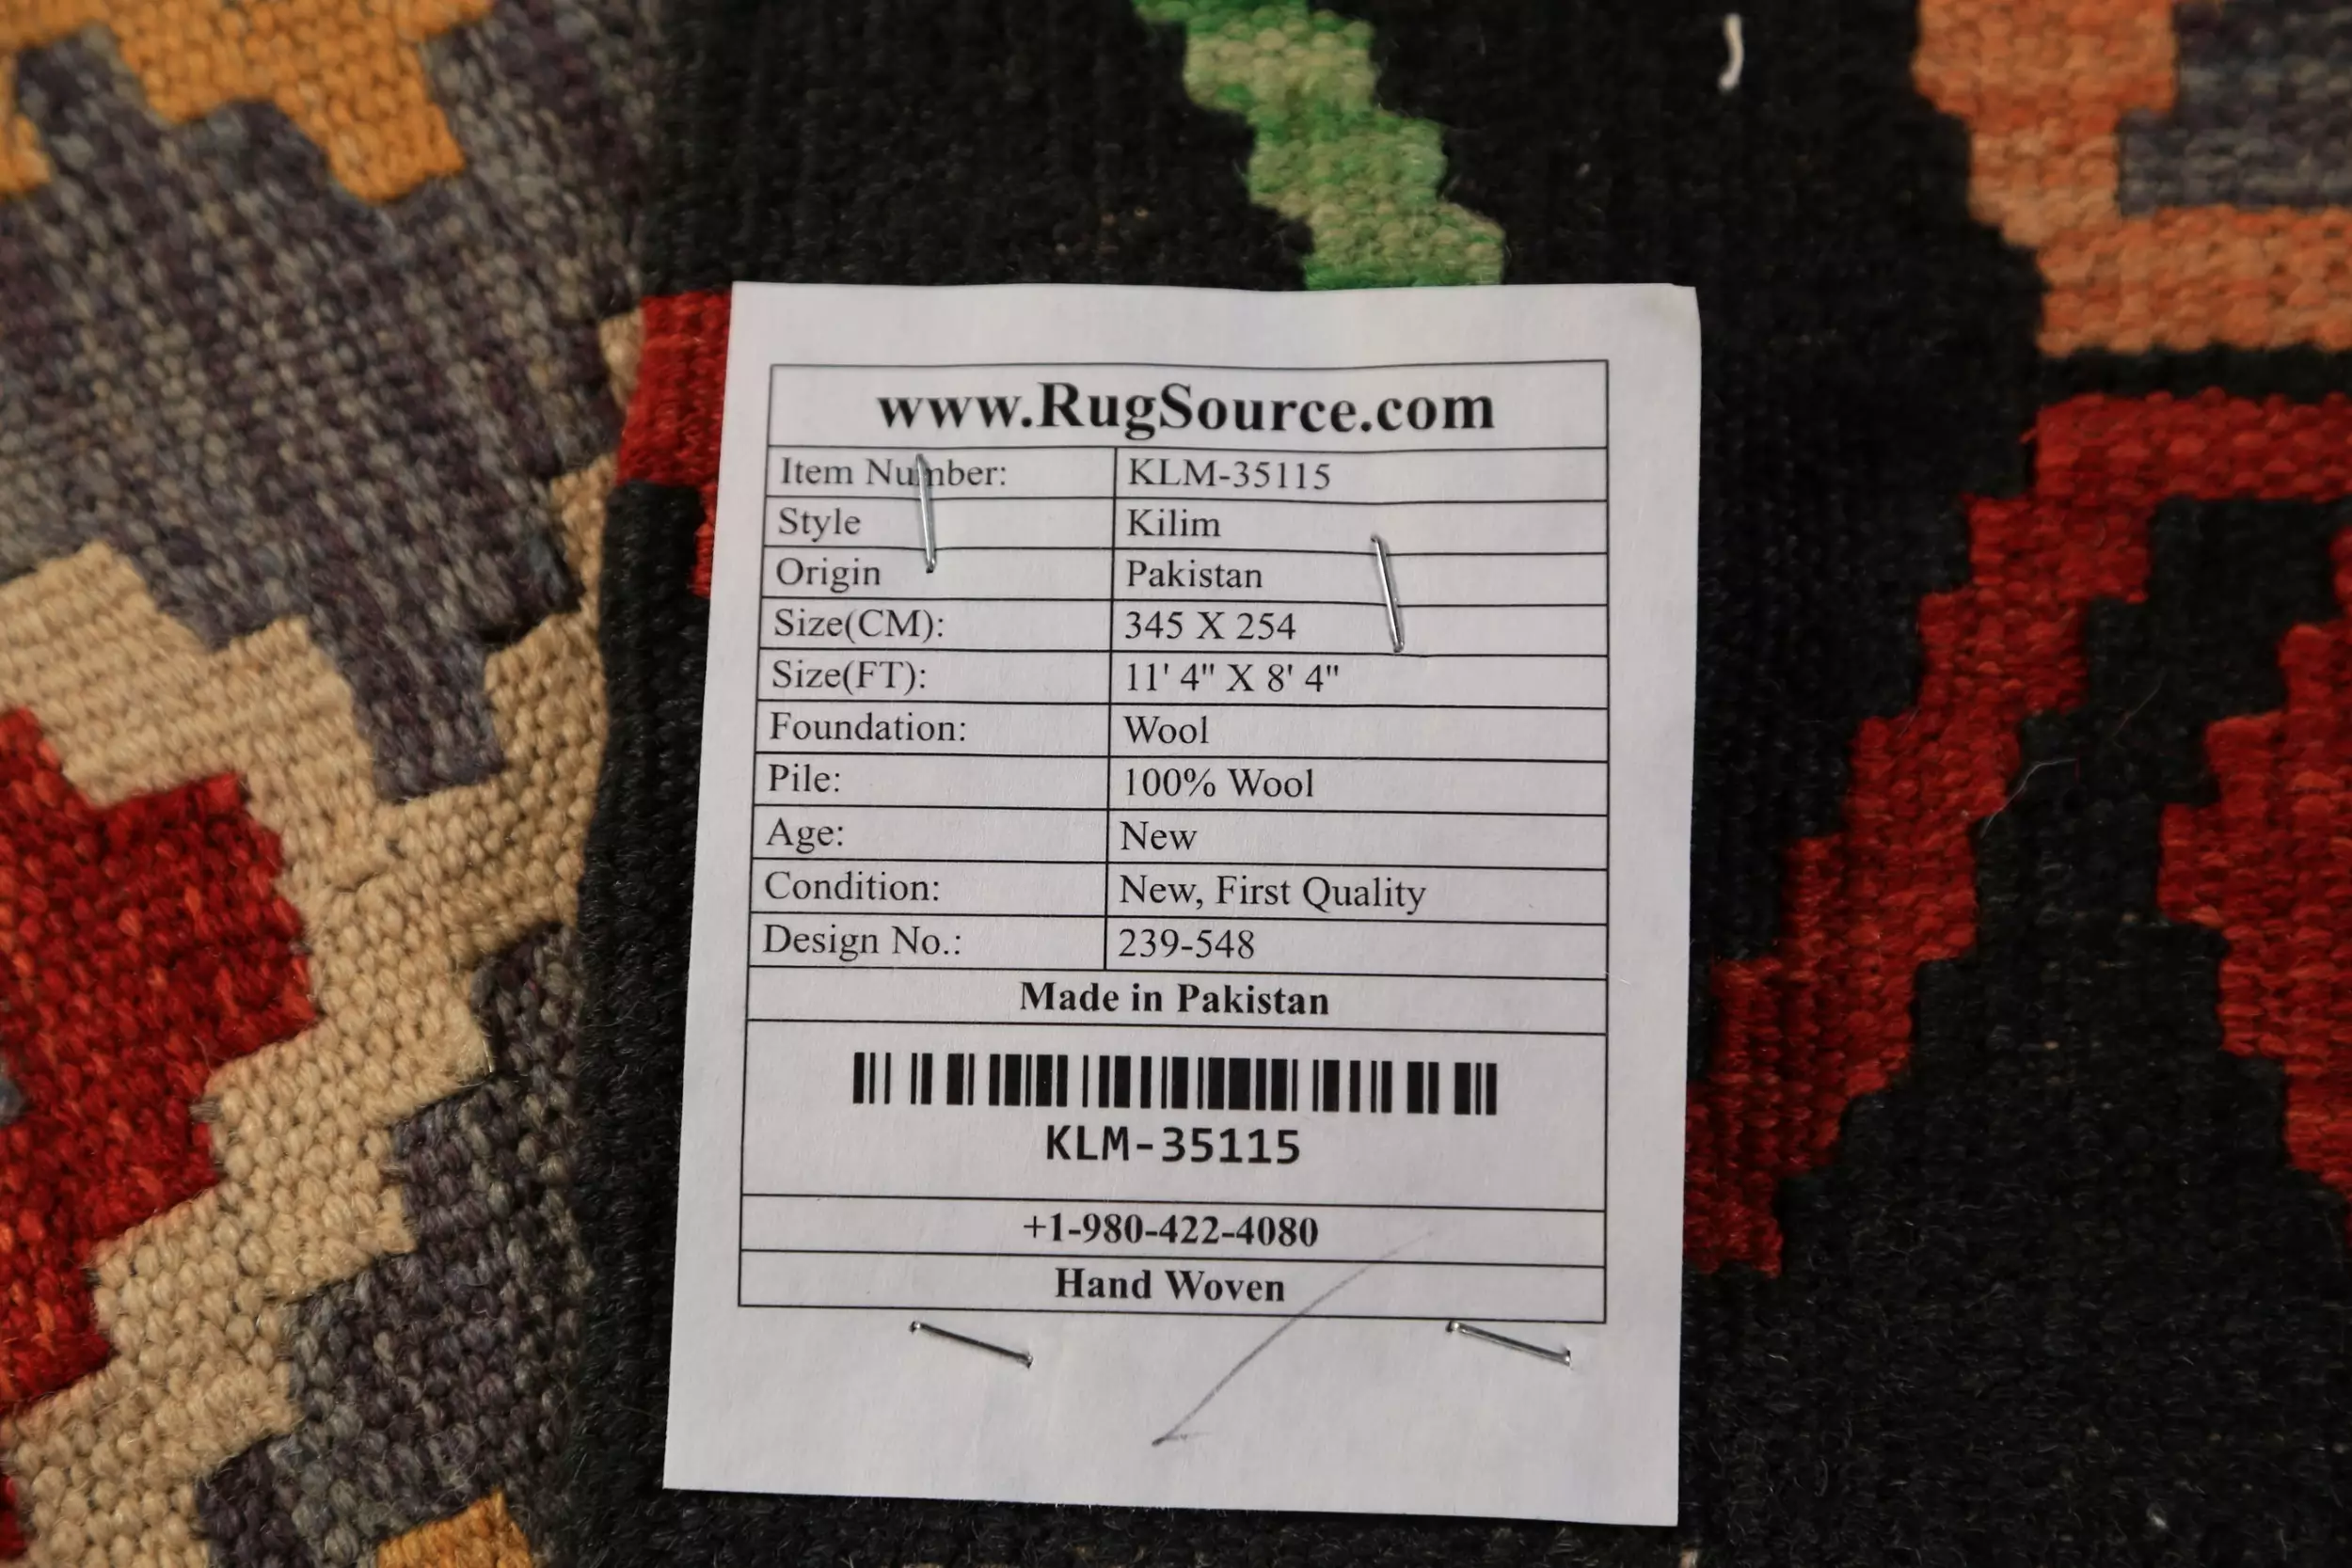 www.RugSource.com
Item Number: KLM-35115
Style Kilim
Origin Pakistan
Size(CM): 345 X 254
Size(FT): 11' 4" X 8' 4"
Foundation: Wool
Pile: 100% Wool
Age: New
Condition: New, First Quality
Design No.: 239-548
Made in Pakistan
KLM-35115
+1-980-422-4080
Hand Woven